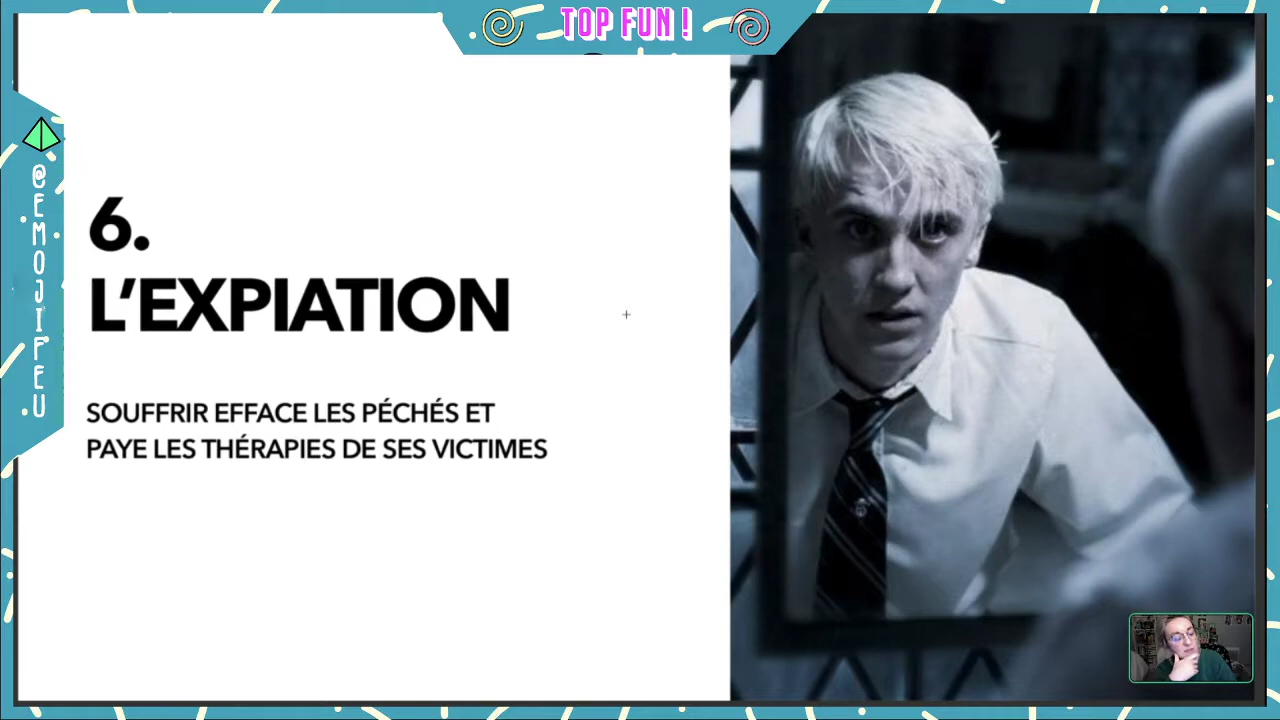 TOP FUN !
@EMOJIFEU
6.
L'EXPIATION
SOUFFRIR EFFACE LES PÉCHÉS ET
PAYE LES THÉRAPIES DE SES VICTIMES